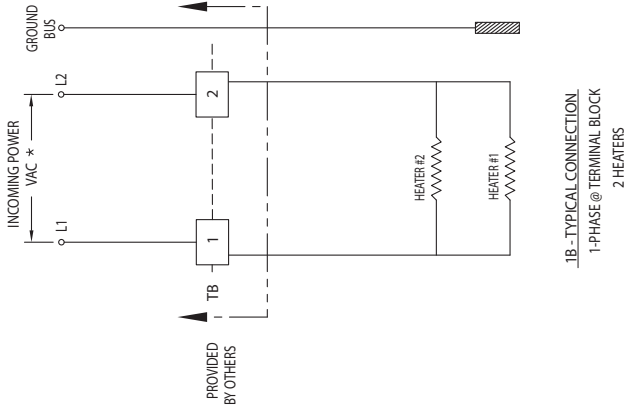 INCOMING POWER
VAC *
GROUND
BUS
L1
L2
TB
1
2
PROVIDED
BY OTHERS
HEATER #2
HEATER #1
1B - TYPICAL CONNECTION
1-PHASE @ TERMINAL BLOCK
2 HEATERS